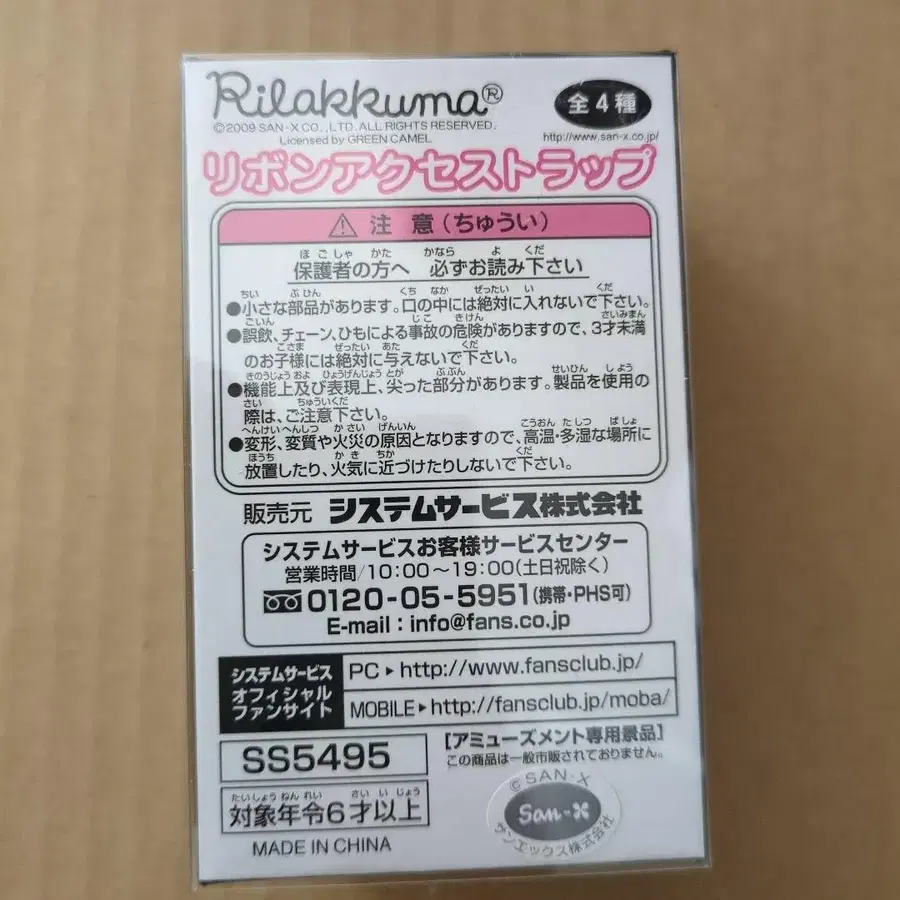 Rilakkuma®
全4種
©2009 SAN-X CO., LTD. ALL RIGHTS RESERVED.
Licensed by GREEN CAMEL
http://www.san-x.co.jp/
リボンアクセストラップ
⚠ 注意(ちゅうい)
ほごしゃ かた かなら よ くだ
保護者の方へ 必ずお読み下さい
ちい ぶひん くち なか ぜったい い くだ
●小さな部品があります。口の中には絶対に入れないで下さい。
ごいん じこ きけん さいみまん
●誤飲、チェーン、ひもによる事故の危険がありますので、3才未満
こさま ぜったい あた くだ
のお子様には絶対に与えないで下さい。
きのうじょう およ ひょうげんじょう とが ぶぶん せいひん しよう
●機能上及び表現上、尖った部分があります。製品を使用の
さい ちゅういくだ
際は、ご注意下さい。
へんけい へんしつ かさい げんいん こうおん たしつ ばしょ
●変形、変質や火災の原因となりますので、高温・多湿な場所に
ほうち かき ちか くだ
放置したり、火気に近づけたりしないで下さい。
販売元 システムサービス株式会社
システムサービスお客様サービスセンター
営業時間/10:00～19:00(土日祝除く)
0120-05-5951(携帯・PHS可)
E-mail : info@fans.co.jp
システムサービス
オフィシャル
ファンサイト
PC▶http://www.fansclub.jp/
MOBILE▶http://fansclub.jp/moba/
SS5495
【アミューズメント専用景品】
この商品は一般市販されておりません。
たいしょうねんれい さいいじょう
対象年令6才以上
MADE IN CHINA
© SAN-X
San-X
サンエックス株式会社